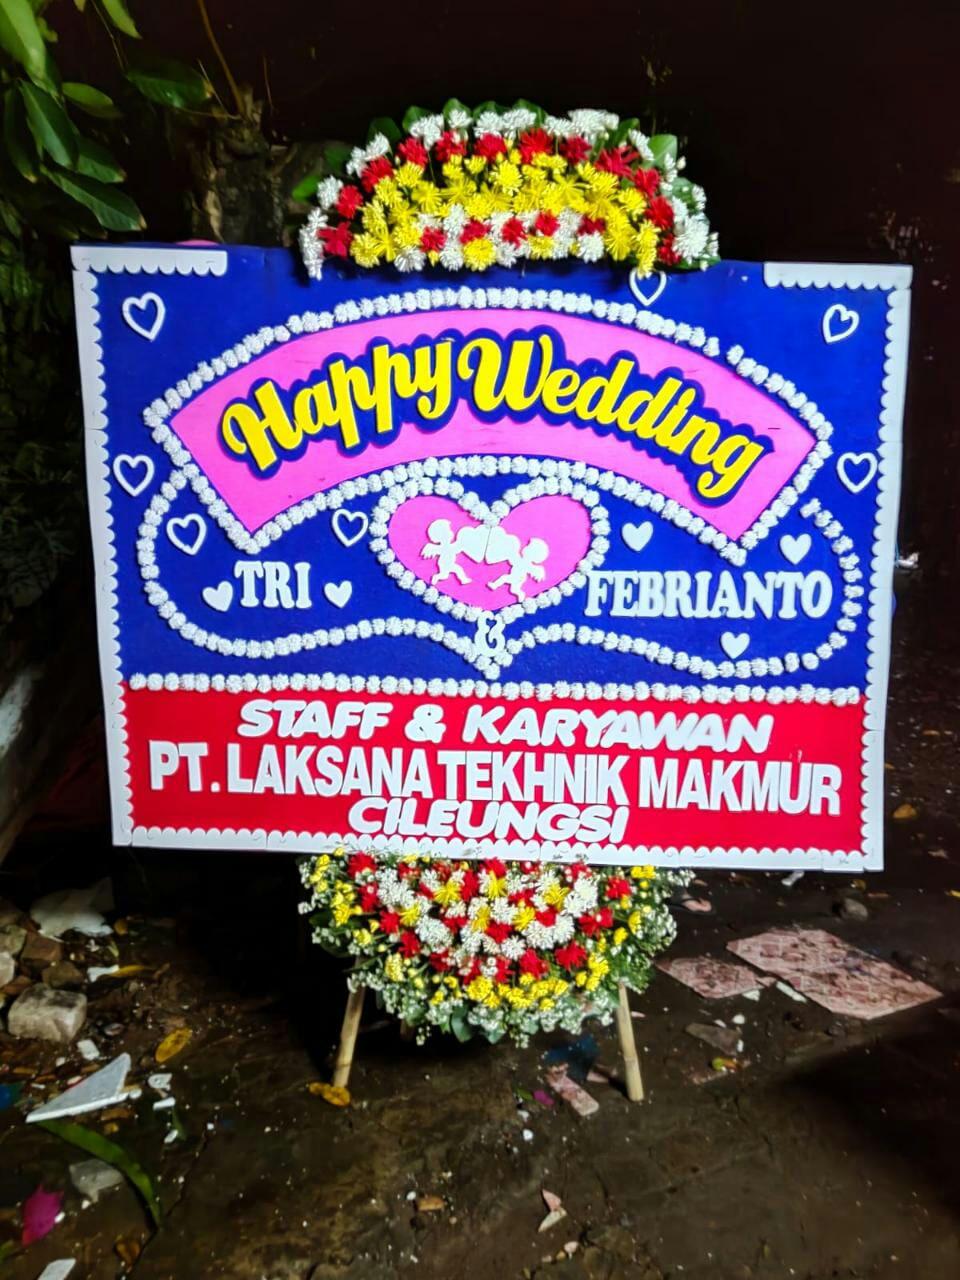 Happy Wedding
TRI
&
FEBRIANTO
STAFF & KARYAWAN
PT. LAKSANA TEKHNIK MAKMUR
CILEUNGSI